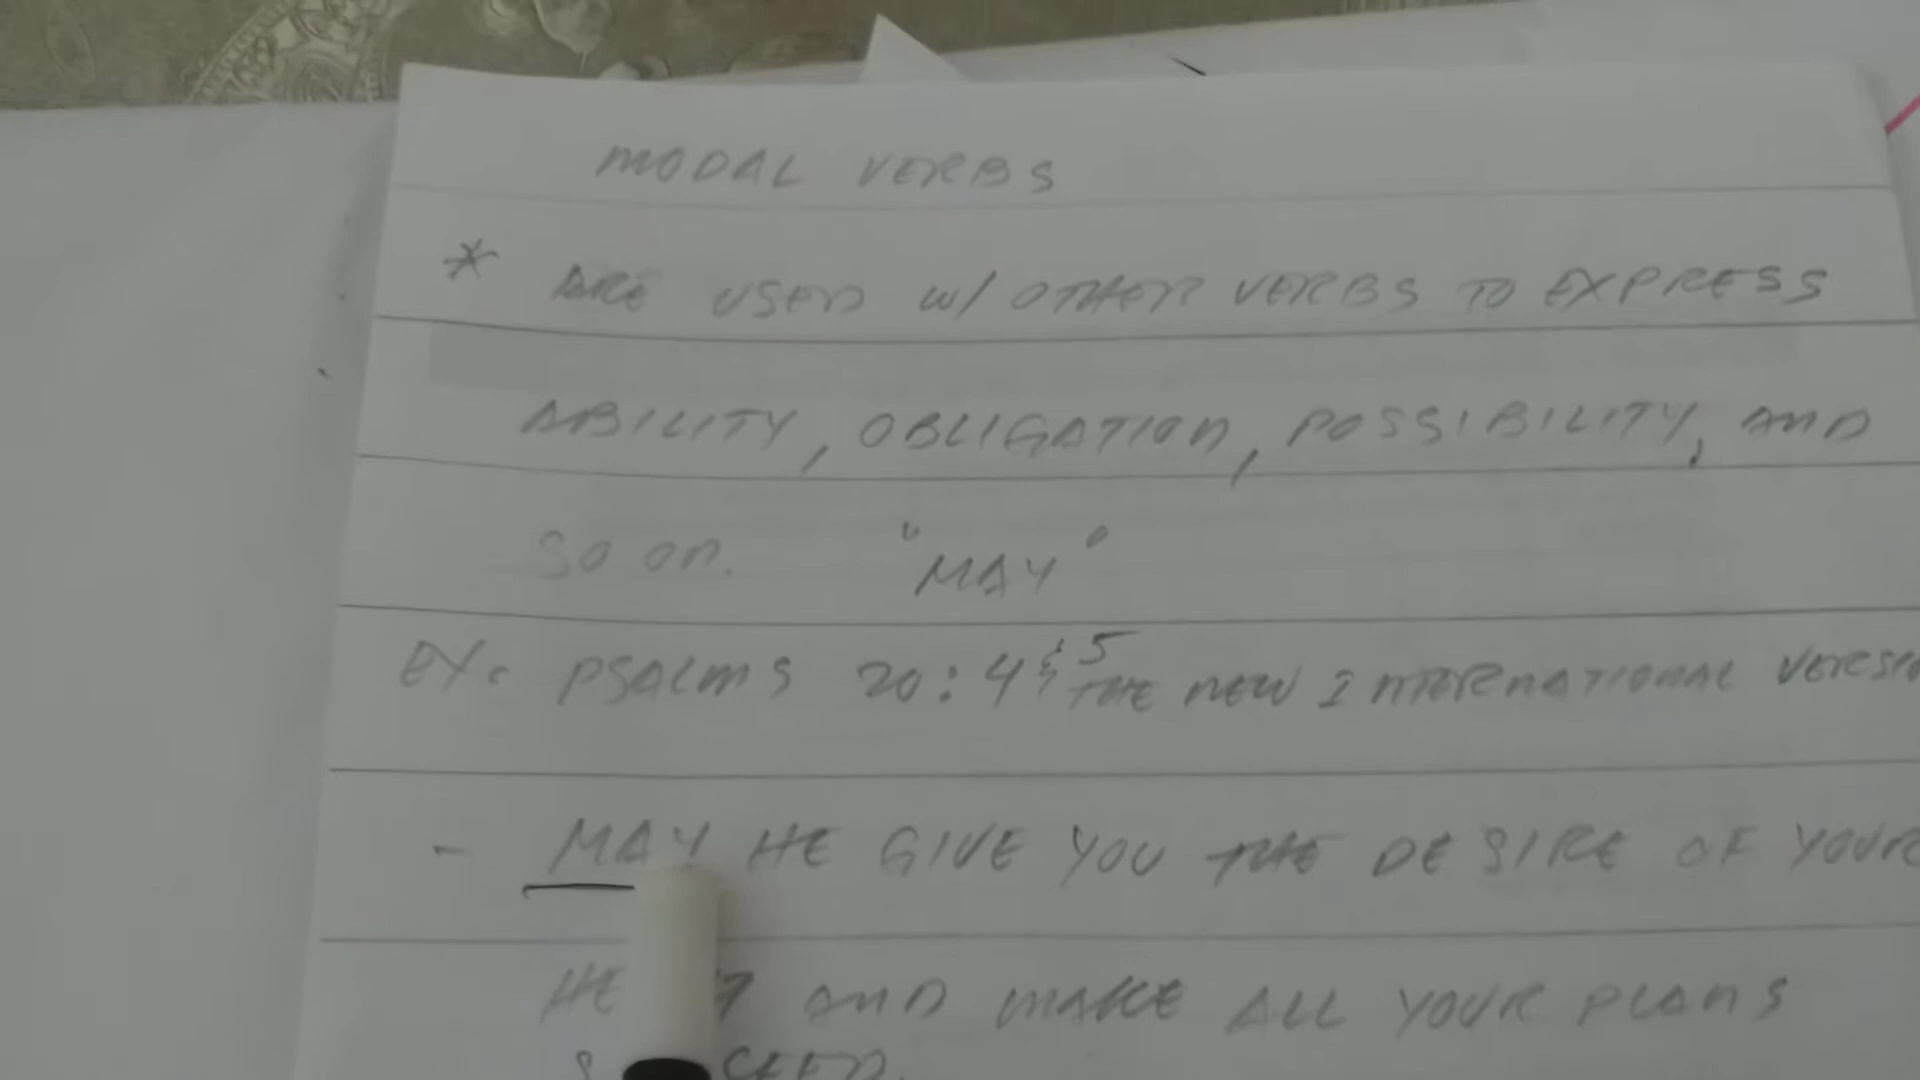 MODAL VERBS
* ARE USED W/ OTHER VERBS TO EXPRESS
ABILITY, OBLIGATION, POSSIBILITY, AND
SO ON. "MAY"
EX. PSALMS 20:4 & 5 THE NEW INTERNATIONAL
- MAY HE GIVE YOU THE DESIRE OF YOUR
AND MAKE ALL YOUR PLANS